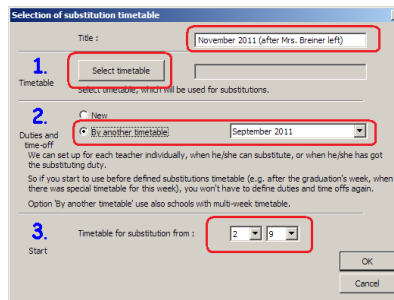 Selection of substitution timetable
Title :
November 2011 (after Mrs. Breiner left)
1.
Timetable
Select timetable
Select timetable, which will be used for substitutions.
2.
Duties and
time-off
New
By another timetable
September 2011
We can set up for each teacher individually, when he/she can substitute, or when he/she has got
the substituting duty.
So if you start to use before defined substitutions timetable (e.g. after the graduation's week, when
there was special timetable for this week), you won't have to define duties and time offs again.
Option 'By another timetable' use also schools with multi-week timetable.
3.
Start
Timetable for substitution from :
2
9
OK
Cancel